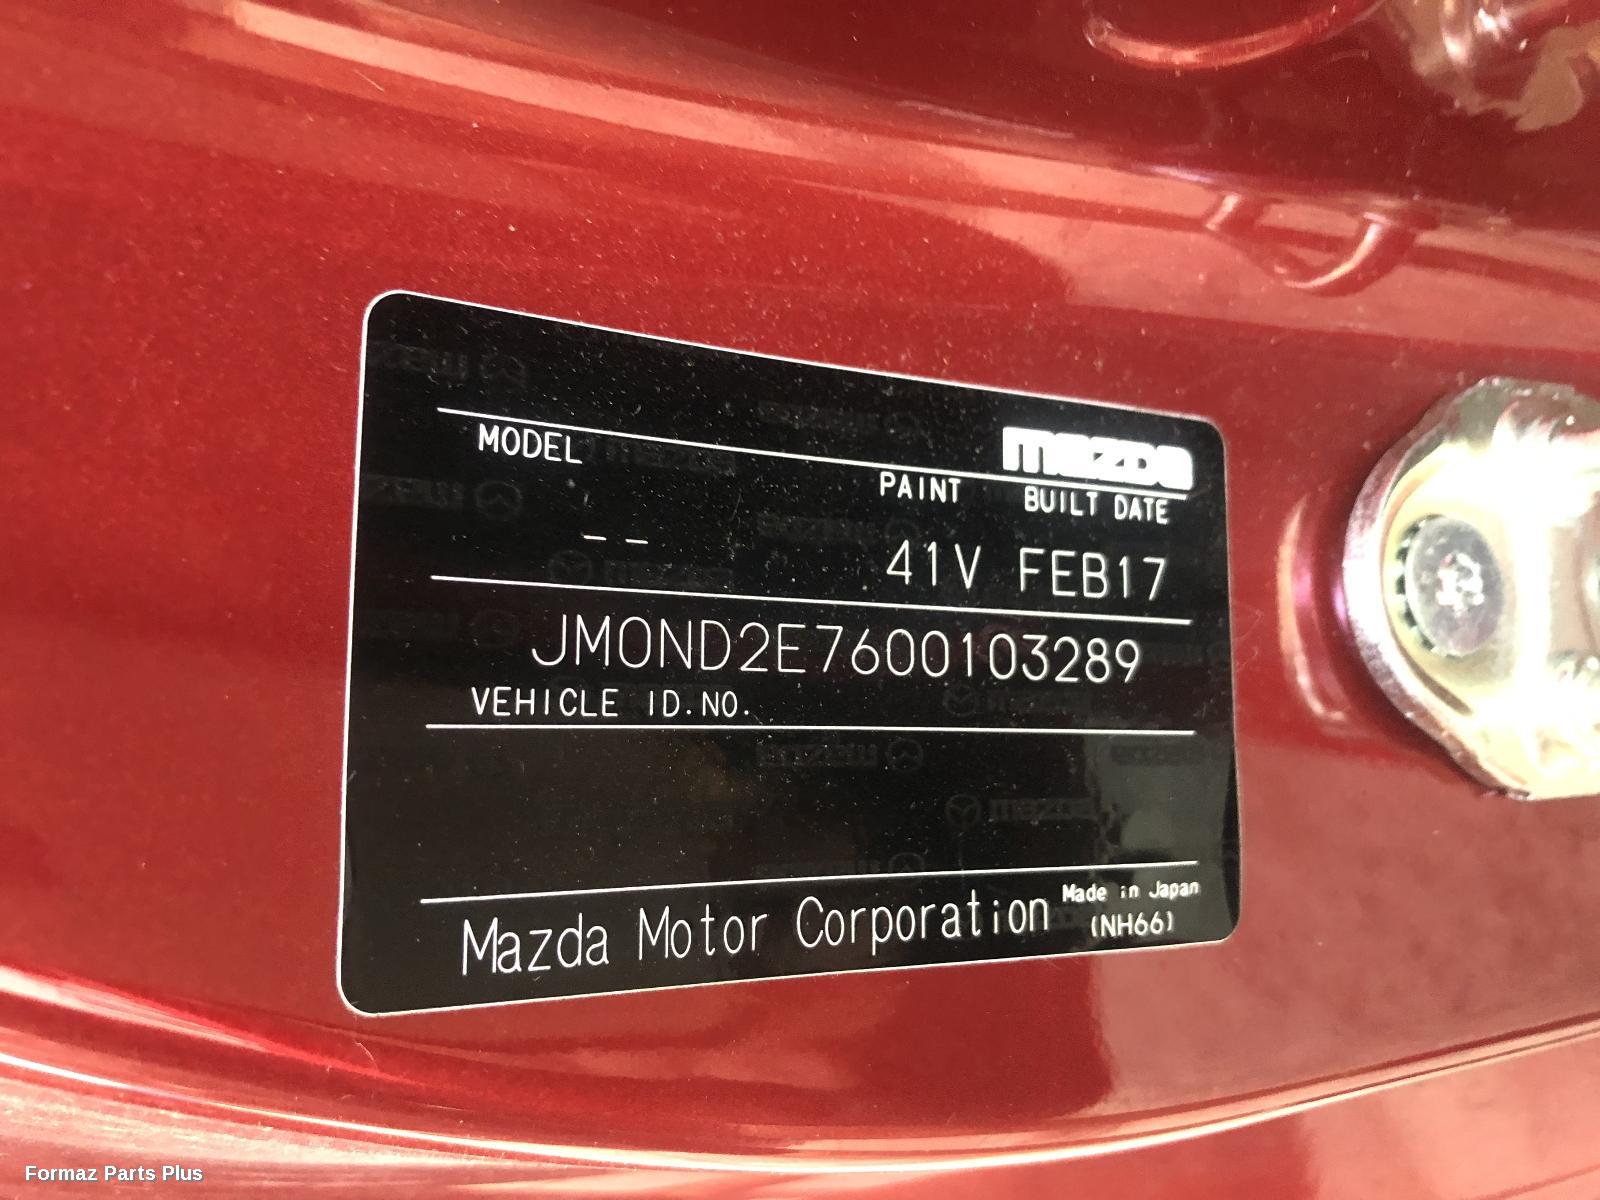 mazda
MODEL PAINT BUILT DATE
-- 41V FEB17
JM0ND2E7600103289
VEHICLE ID.NO.
Mazda Motor Corporation Made in Japan
(NH66)
Formaz Parts Plus